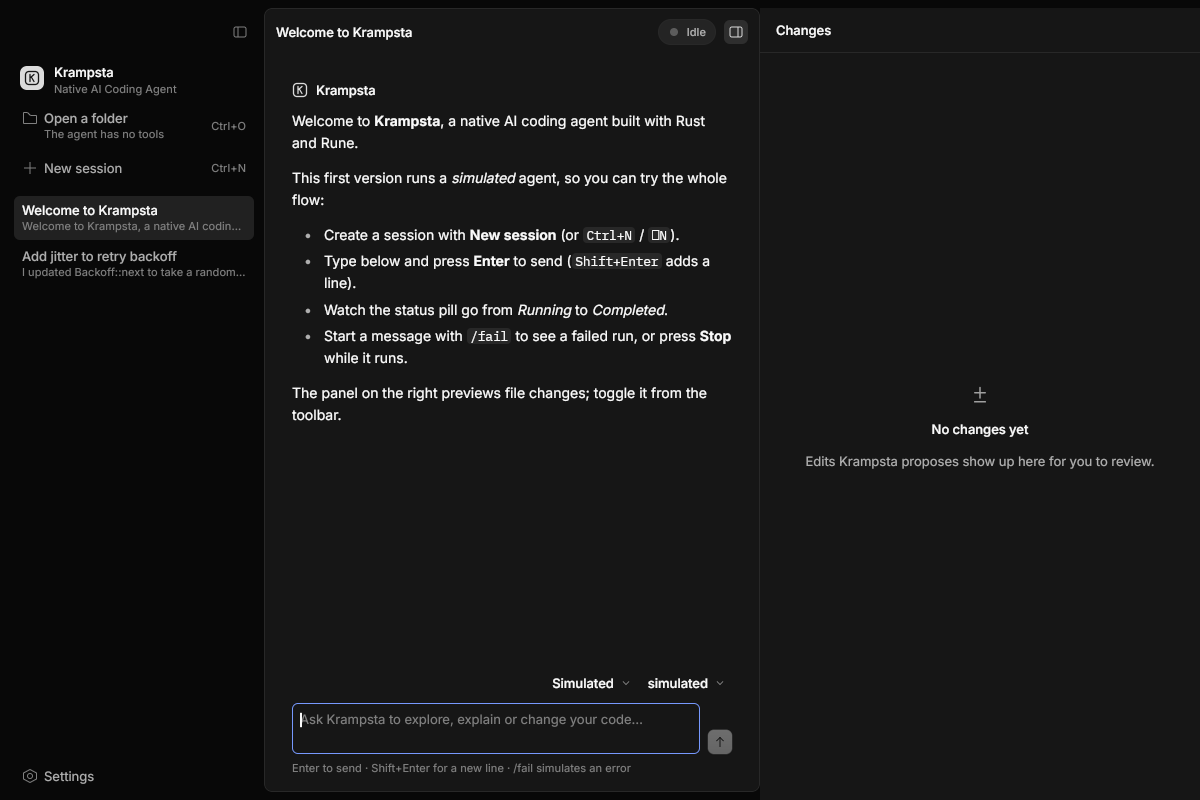 Krampsta
Native AI Coding Agent
Open a folder
The agent has no tools
Ctrl+O
New session
Ctrl+N
Welcome to Krampsta
Welcome to Krampsta, a native AI codin...
Add jitter to retry backoff
I updated Backoff::next to take a random...
Settings
Welcome to Krampsta
Idle
Krampsta
Welcome to Krampsta, a native AI coding agent built with Rust
and Rune.
This first version runs a simulated agent, so you can try the whole
flow:
• Create a session with New session (or Ctrl+N / □N).
• Type below and press Enter to send (Shift+Enter adds a
line).
• Watch the status pill go from Running to Completed.
• Start a message with /fail to see a failed run, or press Stop
while it runs.
The panel on the right previews file changes; toggle it from the
toolbar.
Simulated
simulated
Ask Krampsta to explore, explain or change your code...
Enter to send · Shift+Enter for a new line · /fail simulates an error
Changes
No changes yet
Edits Krampsta proposes show up here for you to review.